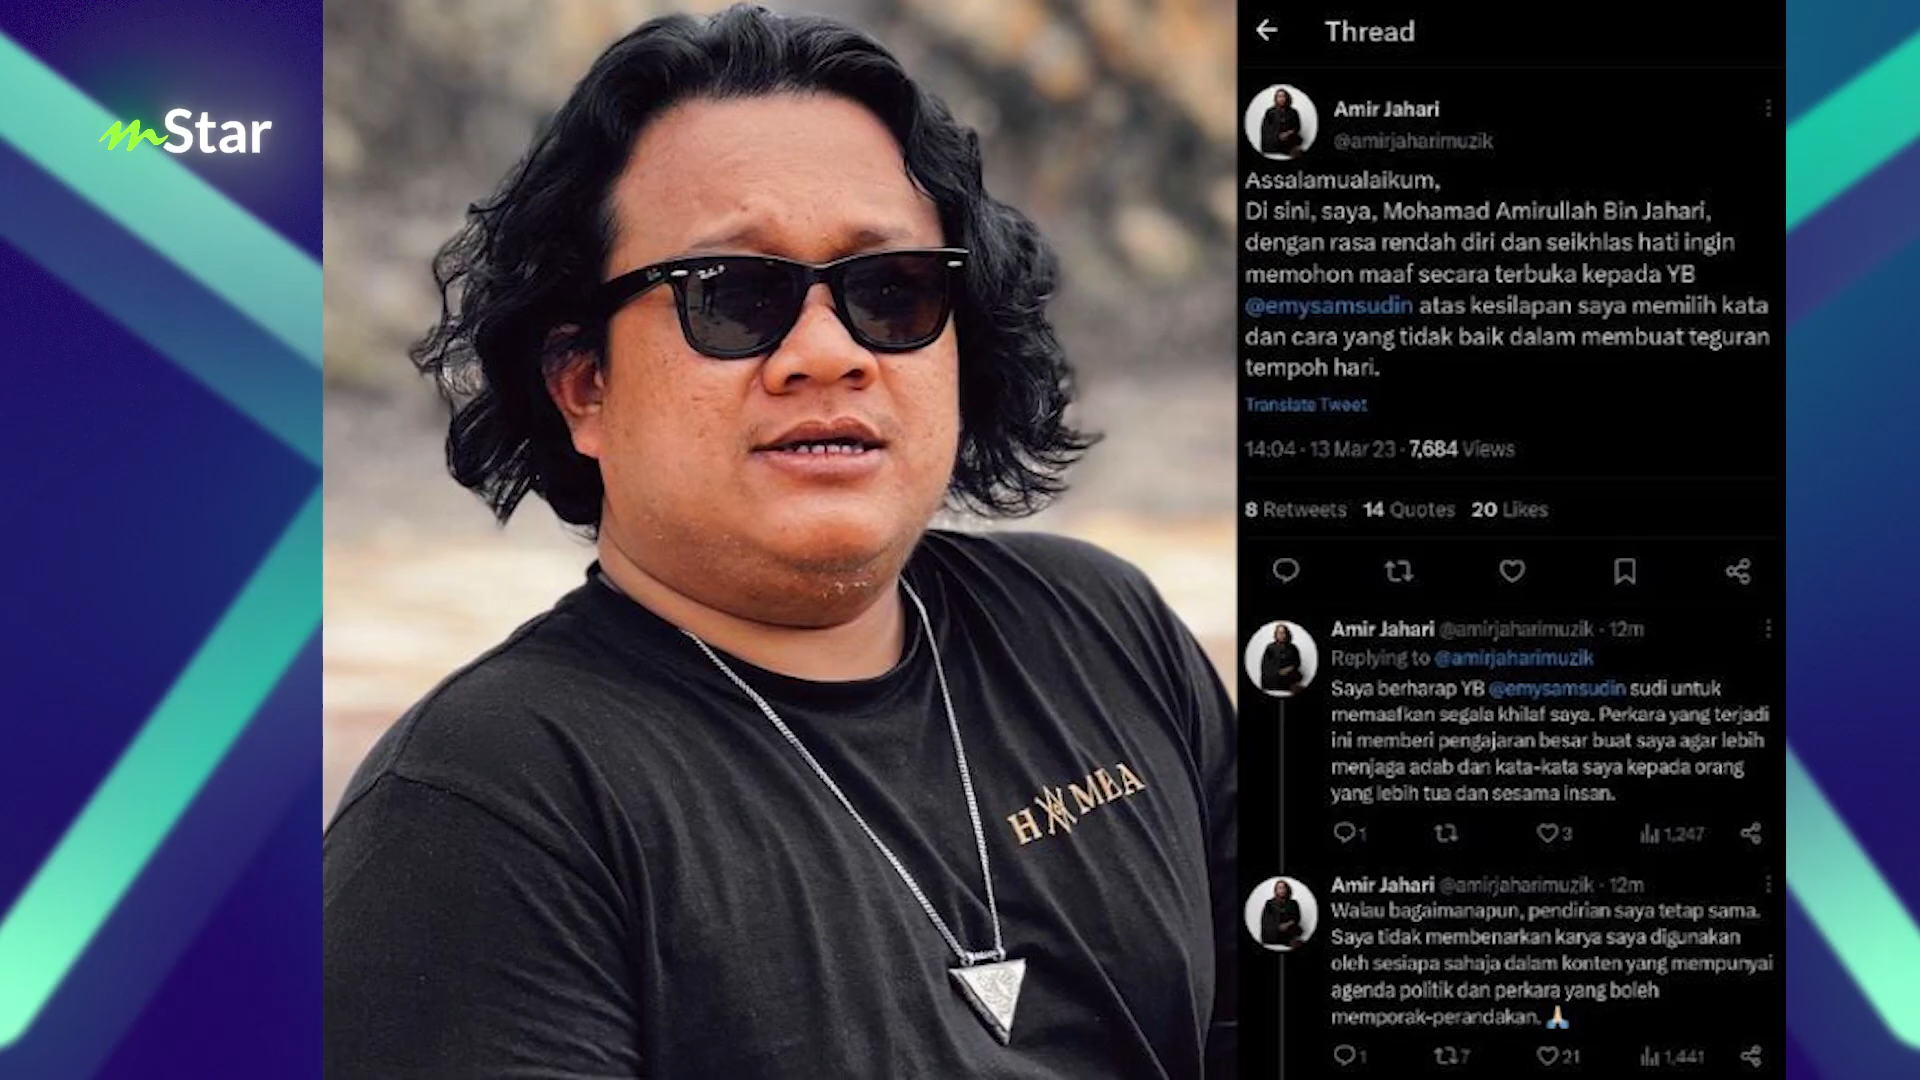 mStar
Ray-Ban
HAMBA
Thread
Amir Jahari
@amirjaharimuzik
Assalamualaikum,
Di sini, saya, Mohamad Amirullah Bin Jahari,
dengan rasa rendah diri dan seikhlas hati ingin
memohon maaf secara terbuka kepada YB
@emysamsudin atas kesilapan saya memilih kata
dan cara yang tidak baik dalam membuat teguran
tempoh hari.
Translate Tweet
14:04 · 13 Mar 23 · 7,684 Views
8 Retweets 14 Quotes 20 Likes
Amir Jahari @amirjaharimuzik · 12m
Replying to @amirjaharimuzik
Saya berharap YB @emysamsudin sudi untuk
memaafkan segala khilaf saya. Perkara yang terjadi
ini memberi pengajaran besar buat saya agar lebih
menjaga adab dan kata-kata saya kepada orang
yang lebih tua dan sesama insan.
1 3 1,247
Amir Jahari @amirjaharimuzik · 12m
Walau bagaimanapun, pendirian saya tetap sama.
Saya tidak membenarkan karya saya digunakan
oleh sesiapa sahaja dalam konten yang mempunyai
agenda politik dan perkara yang boleh
memporak-perandakan. 🙏🏻
1 7 21 1,441